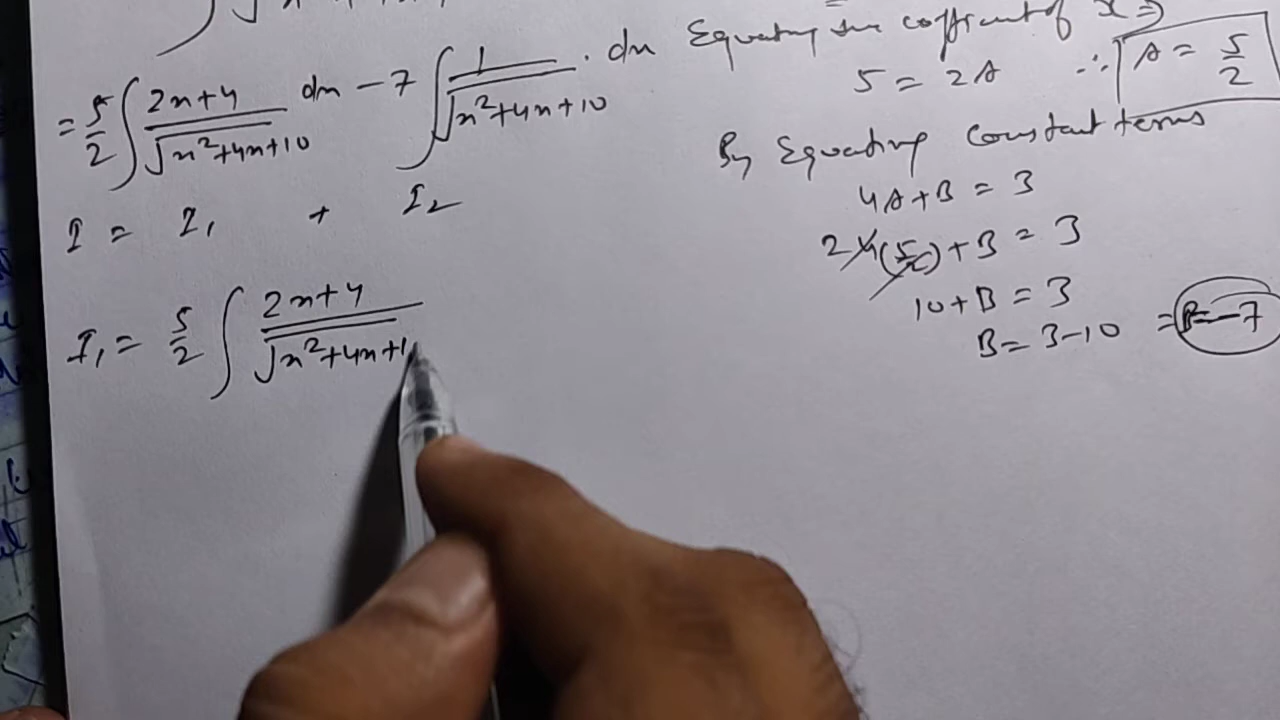 = 5/2 ∫ (2x+4)/√(x²+4x+10) dx − 7 ∫ 1/√(x²+4x+10) . dx
I = I₁ + I₂
I₁ = 5/2 ∫ (2x+4)/√(x²+4x+1
Equating the cofficient of x ⇒
5 = 2A ∴ A = 5/2
By Equating Constant terms
4A+B = 3
2 4(5/2) + B = 3
10 + B = 3
B = 3−10 = B = −7